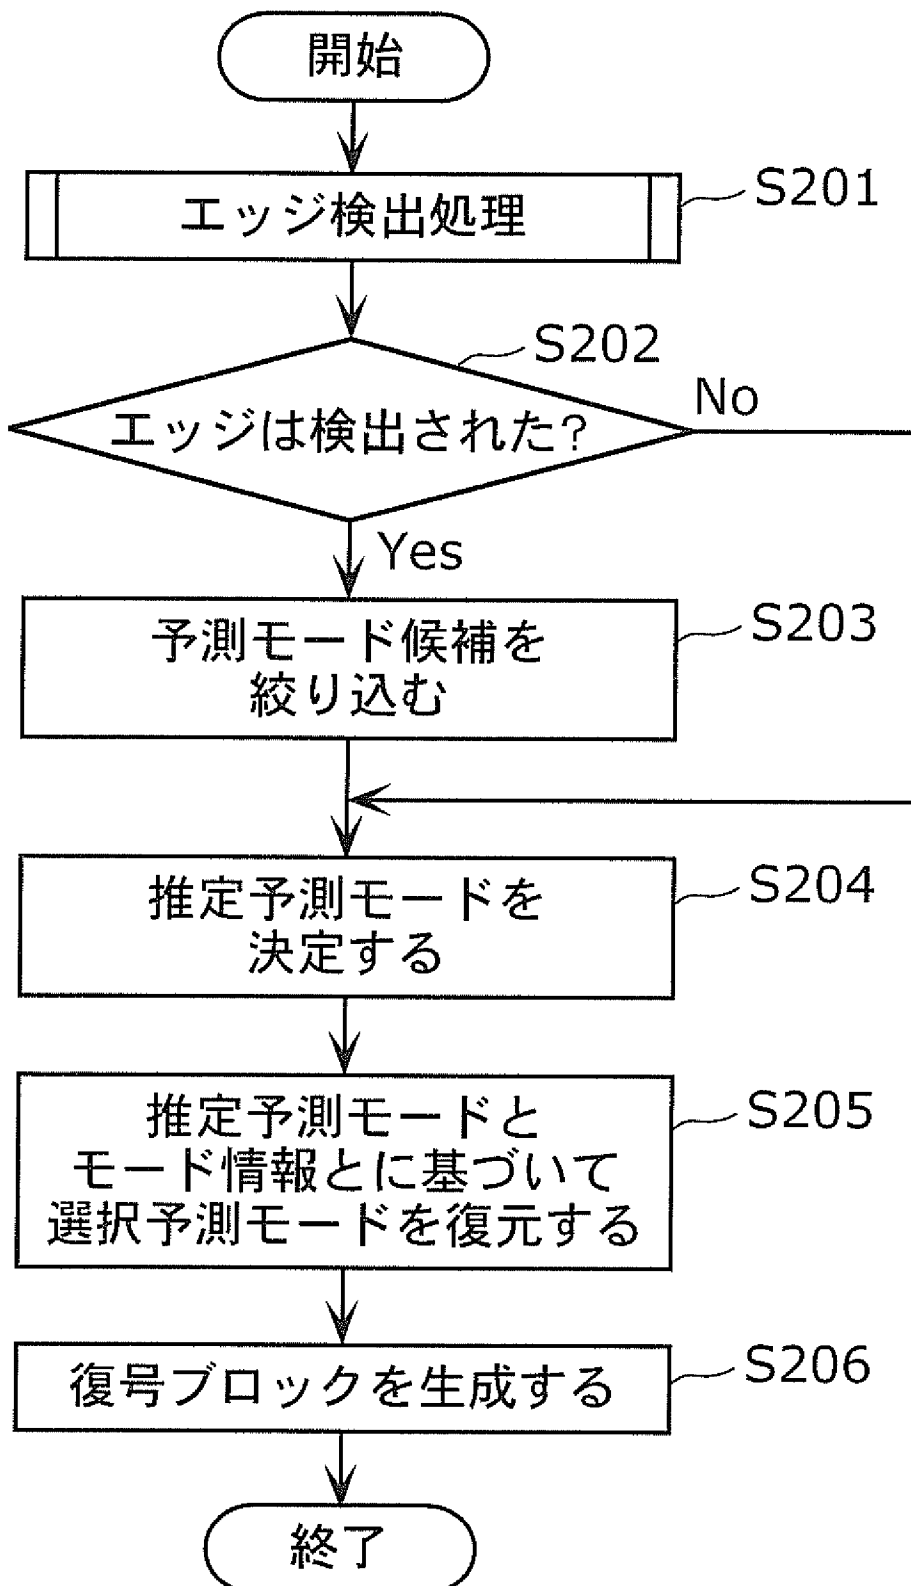 開始
エッジ検出処理
S201
S202
エッジは検出された?
No
Yes
予測モード候補を
絞り込む
S203
推定予測モードを
決定する
S204
推定予測モードと
モード情報とに基づいて
選択予測モードを復元する
S205
復号ブロックを生成する
S206
終了